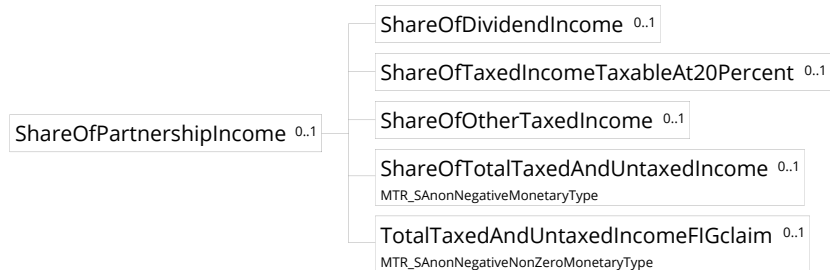 ShareOfDividendIncome 0..1
ShareOfTaxedIncomeTaxableAt20Percent 0..1
ShareOfPartnershipIncome 0..1
ShareOfOtherTaxedIncome 0..1
ShareOfTotalTaxedAndUntaxedIncome 0..1
MTR_SAnonNegativeMonetaryType
TotalTaxedAndUntaxedIncomeFIGclaim 0..1
MTR_SAnonNegativeNonZeroMonetaryType